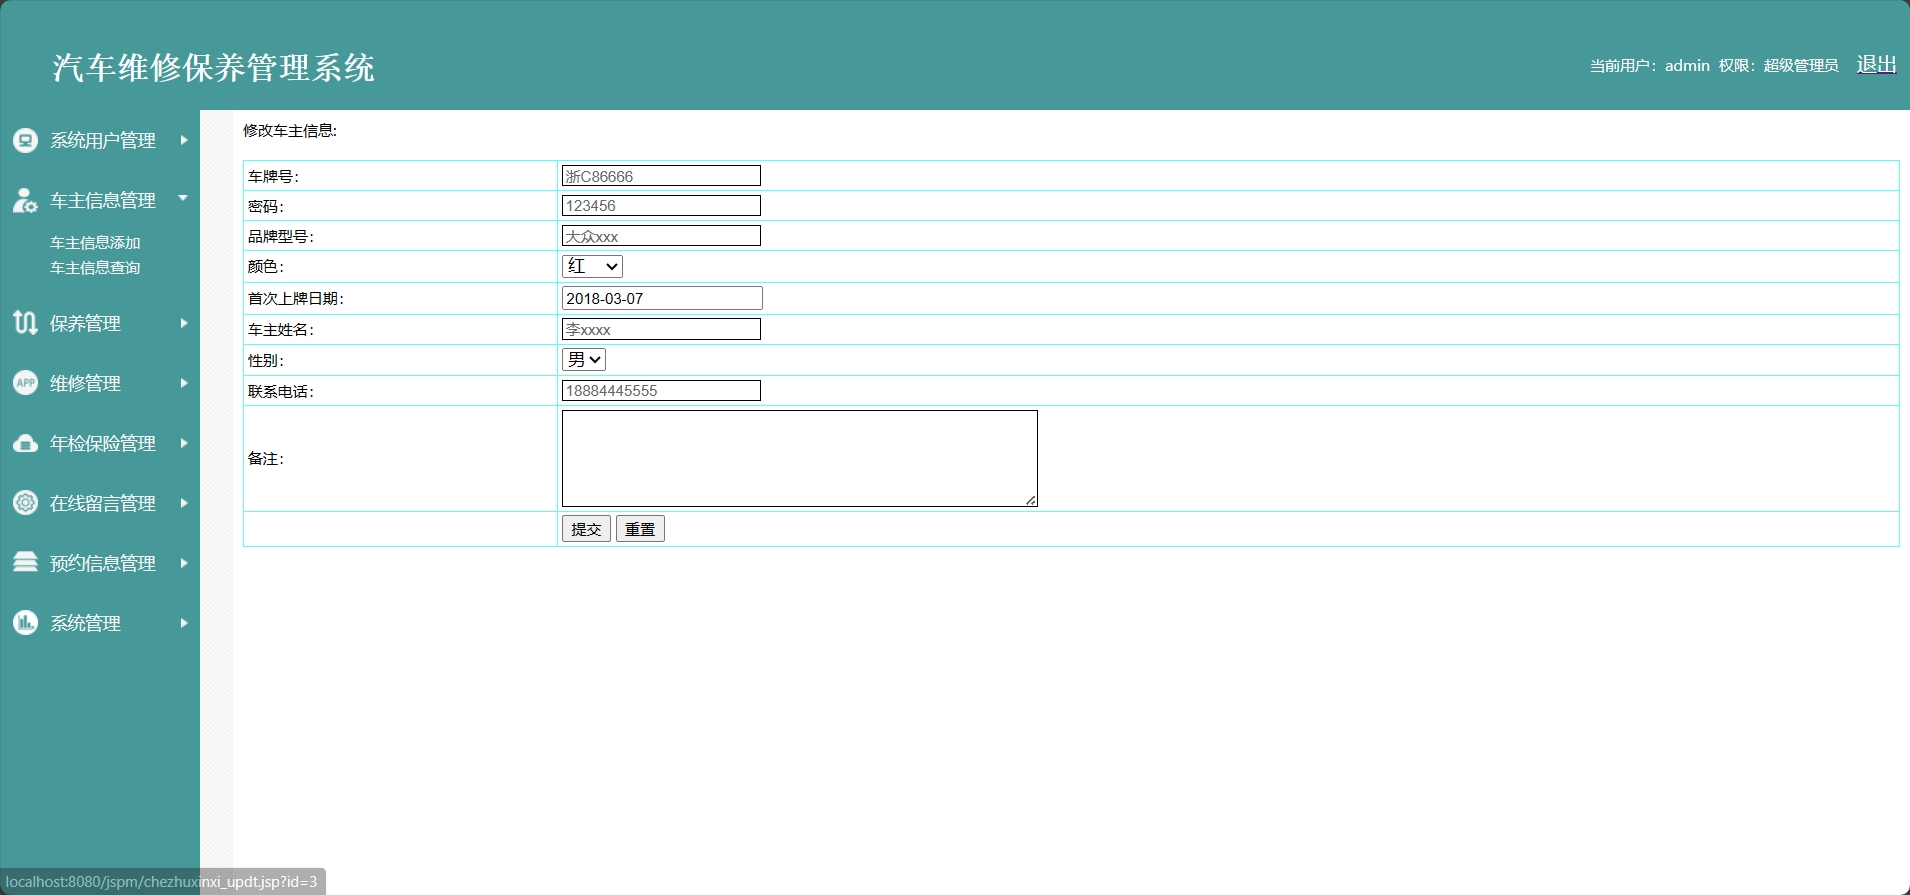 汽车维修保养管理系统
当前用户：admin 权限：超级管理员 退出
系统用户管理
车主信息管理
车主信息添加
车主信息查询
保养管理
APP 维修管理
年检保险管理
在线留言管理
预约信息管理
系统管理
修改车主信息:
车牌号： 浙C86666
密码： 123456
品牌型号： 大众xxx
颜色： 红
首次上牌日期： 2018-03-07
车主姓名： 李xxxx
性别： 男
联系电话： 18884445555
备注：
提交 重置
localhost:8080/jspm/chezhuxinxi_updt.jsp?id=3